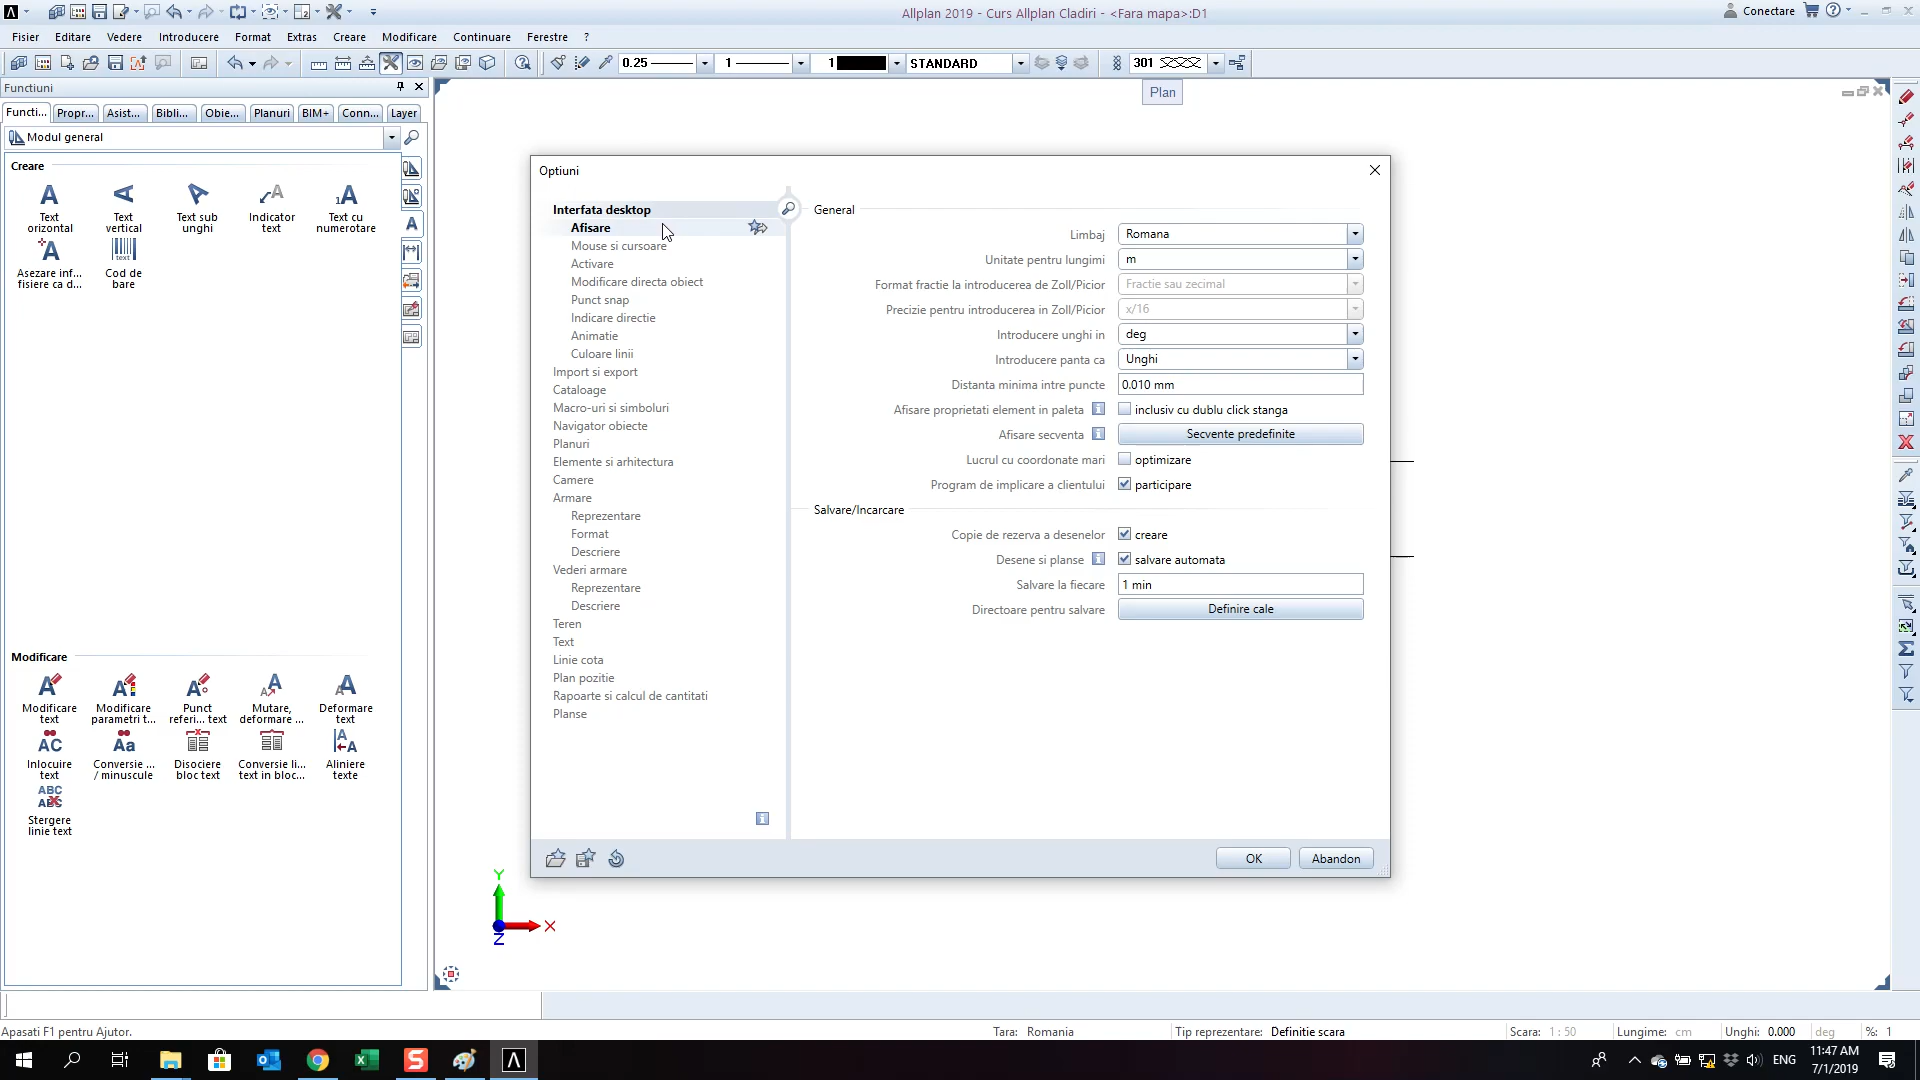 Allplan 2019 - Curs Allplan Cladiri - <Fara mapa>:D1
Conectare
Fisier Editare Vedere Introducere Format Extras Creare Modificare Continuare Ferestre ?
0.25 1 1 STANDARD 301
Functiuni
Functi... Propr... Asist... Bibli... Obie... Planuri BIM+ Conn... Layer
Modul general
Creare
Text orizontal
Text vertical
Text sub unghi
Indicator text
Text cu numerotare
Asezare inf... fisiere ca d...
Cod de bare
Modificare
Modificare text
Modificare parametri t...
Punct referi... text
Mutare, deformare ...
Deformare text
Inlocuire text
Conversie ... / minuscule
Disociere bloc text
Conversie li... text in bloc...
Aliniere texte
Stergere linie text
Plan
Optiuni
Interfata desktop
Afisare
Mouse si cursoare
Activare
Modificare directa obiect
Punct snap
Indicare directie
Animatie
Culoare linii
Import si export
Cataloage
Macro-uri si simboluri
Navigator obiecte
Planuri
Elemente si arhitectura
Camere
Armare
Reprezentare
Format
Descriere
Vederi armare
Reprezentare
Descriere
Teren
Text
Linie cota
Plan pozitie
Rapoarte si calcul de cantitati
Planse
General
Limbaj Romana
Unitate pentru lungimi m
Format fractie la introducerea de Zoll/Picior Fractie sau zecimal
Precizie pentru introducerea in Zoll/Picior x/16
Introducere unghi in deg
Introducere panta ca Unghi
Distanta minima intre puncte 0.010 mm
Afisare proprietati element in paleta inclusiv cu dublu click stanga
Afisare secventa Secvente predefinite
Lucrul cu coordonate mari optimizare
Program de implicare a clientului participare
Salvare/Incarcare
Copie de rezerva a desenelor creare
Desene si planse salvare automata
Salvare la fiecare 1 min
Directoare pentru salvare Definire cale
OK Abandon
Y
X
Z
Apasati F1 pentru Ajutor.
Tara: Romania Tip reprezentare: Definitie scara Scara: 1 : 50 Lungime: cm Unghi: 0.000 deg %: 1
ENG
11:47 AM
7/1/2019